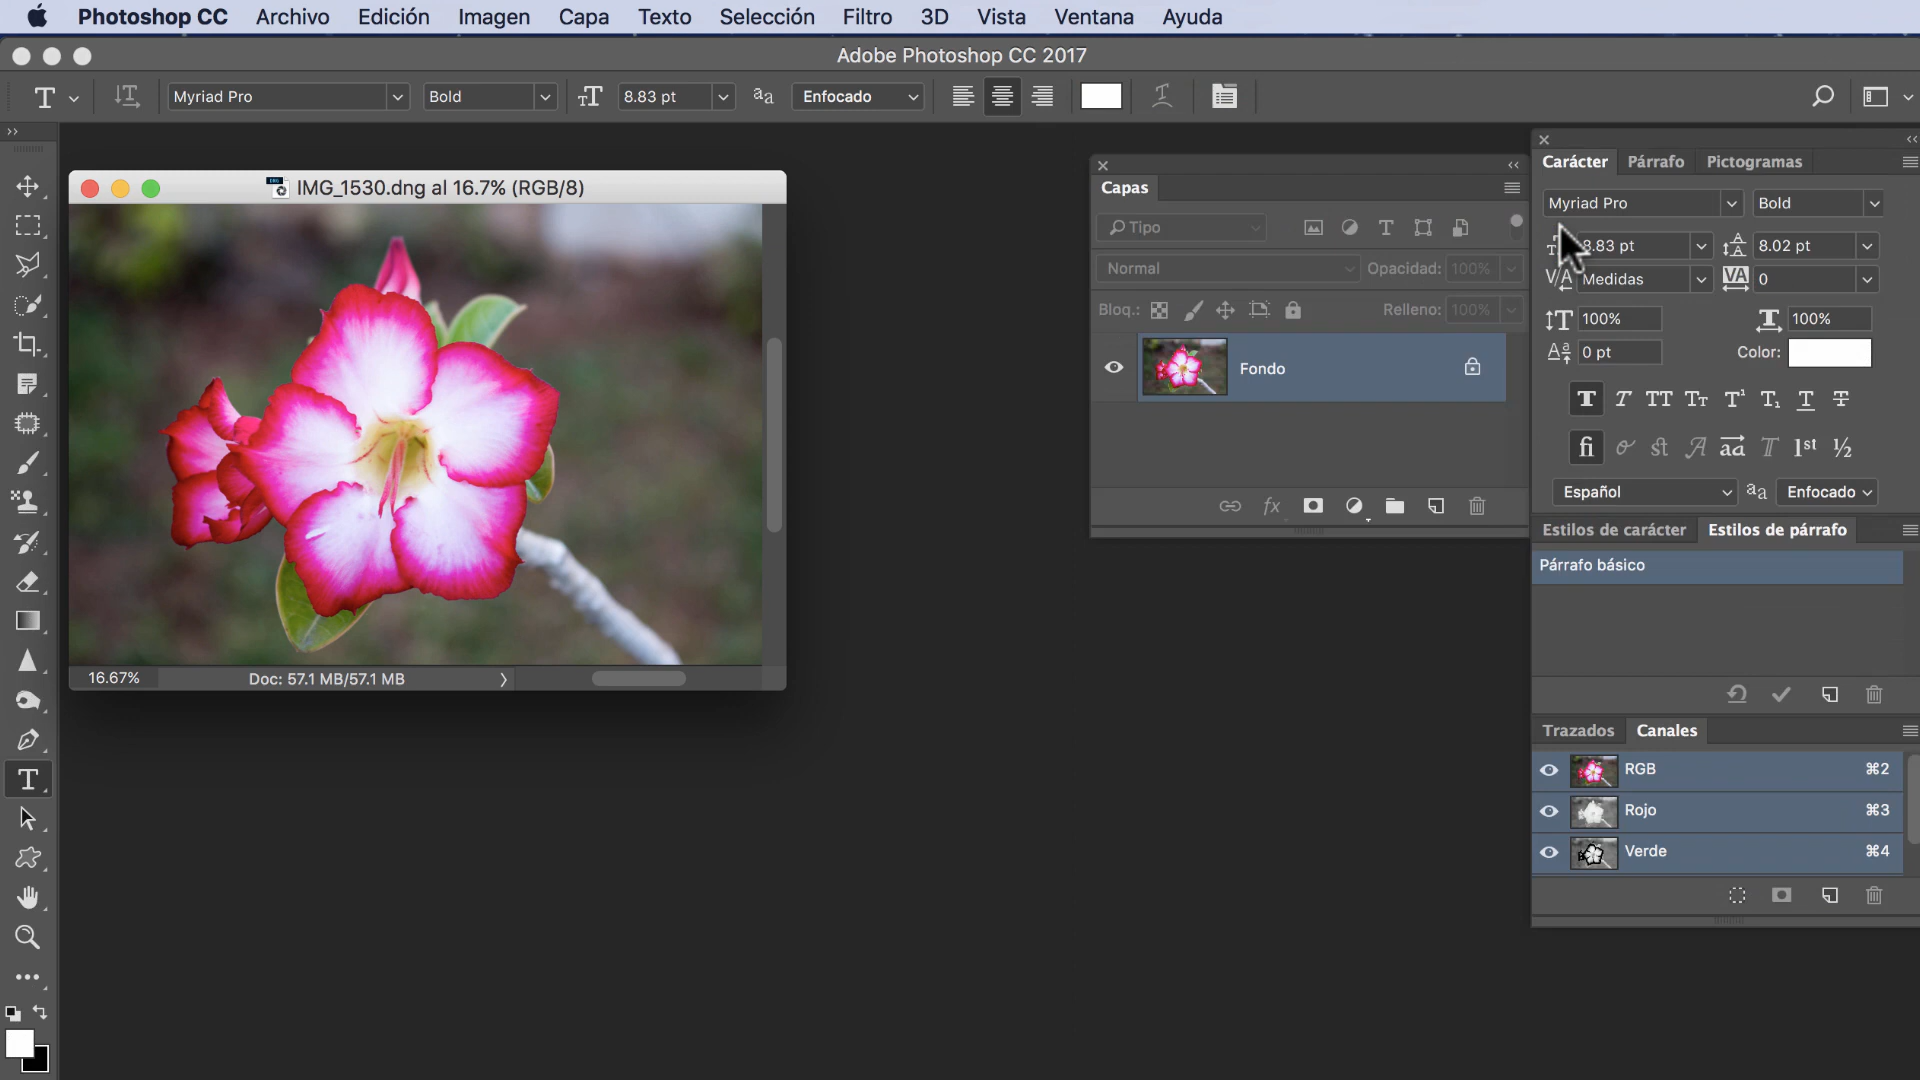 Photoshop CC Archivo Edición Imagen Capa Texto Selección Filtro 3D Vista Ventana Ayuda
Adobe Photoshop CC 2017
Myriad Pro Bold 8.83 pt Enfocado
IMG_1530.dng al 16.7% (RGB/8)
16.67% Doc: 57.1 MB/57.1 MB
Capas
Tipo
Normal Opacidad: 100%
Bloq.: Relleno: 100%
Fondo
fx
Carácter Párrafo Pictogramas
Myriad Pro Bold
8.83 pt 8.02 pt
Medidas 0
100% 100%
0 pt Color:
Español Enfocado
Estilos de carácter Estilos de párrafo
Párrafo básico
Trazados Canales
RGB ⌘2
Rojo ⌘3
Verde ⌘4